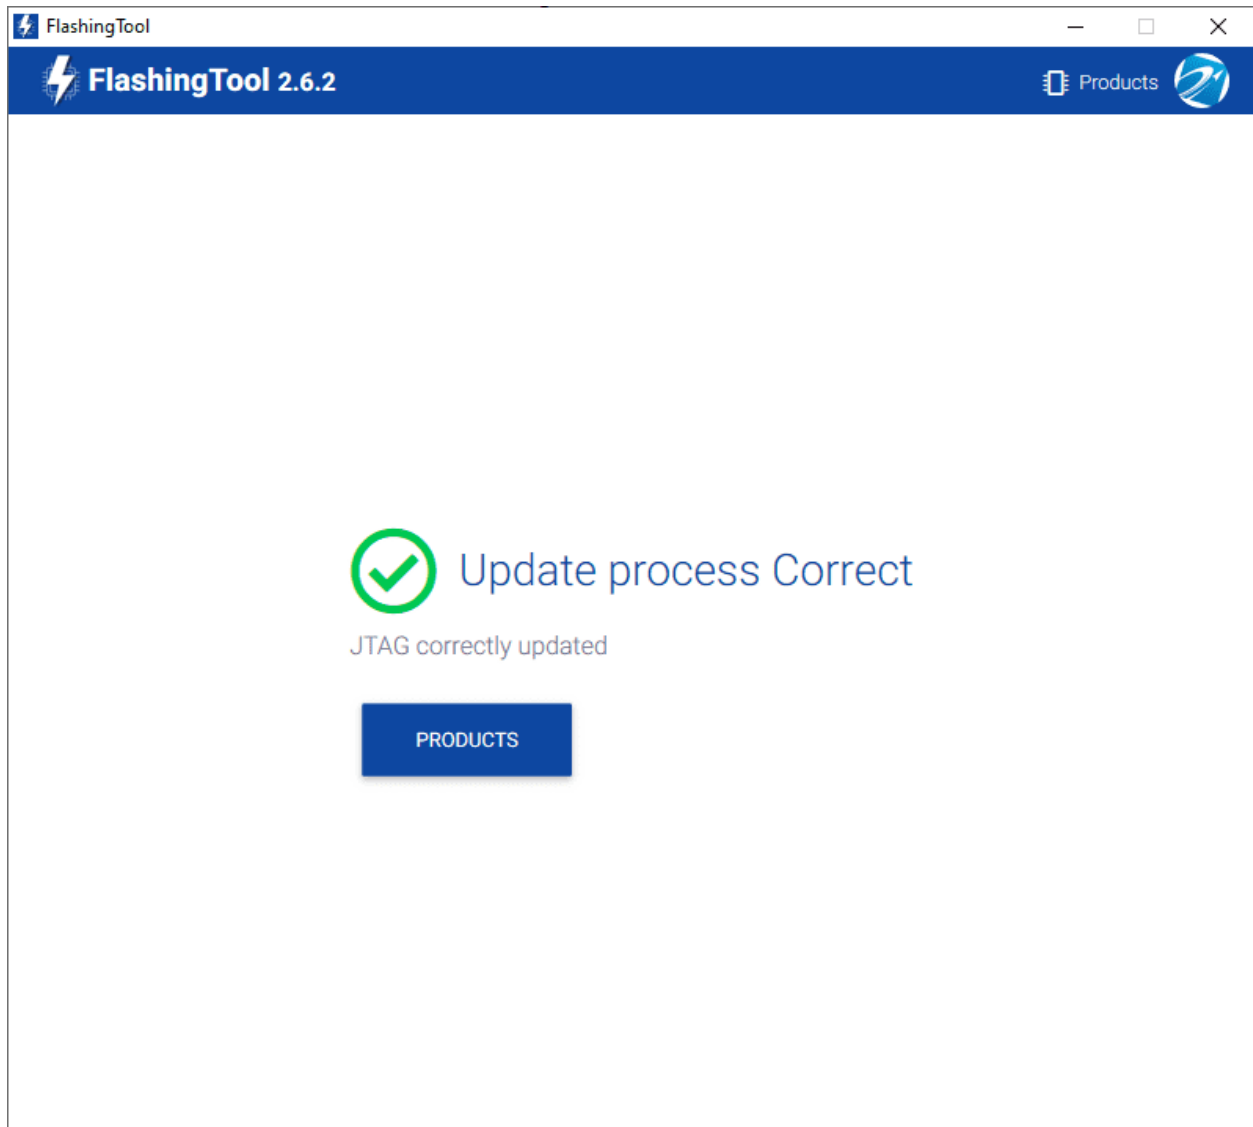 FlashingTool
FlashingTool 2.6.2
Products
Update process Correct
JTAG correctly updated
PRODUCTS